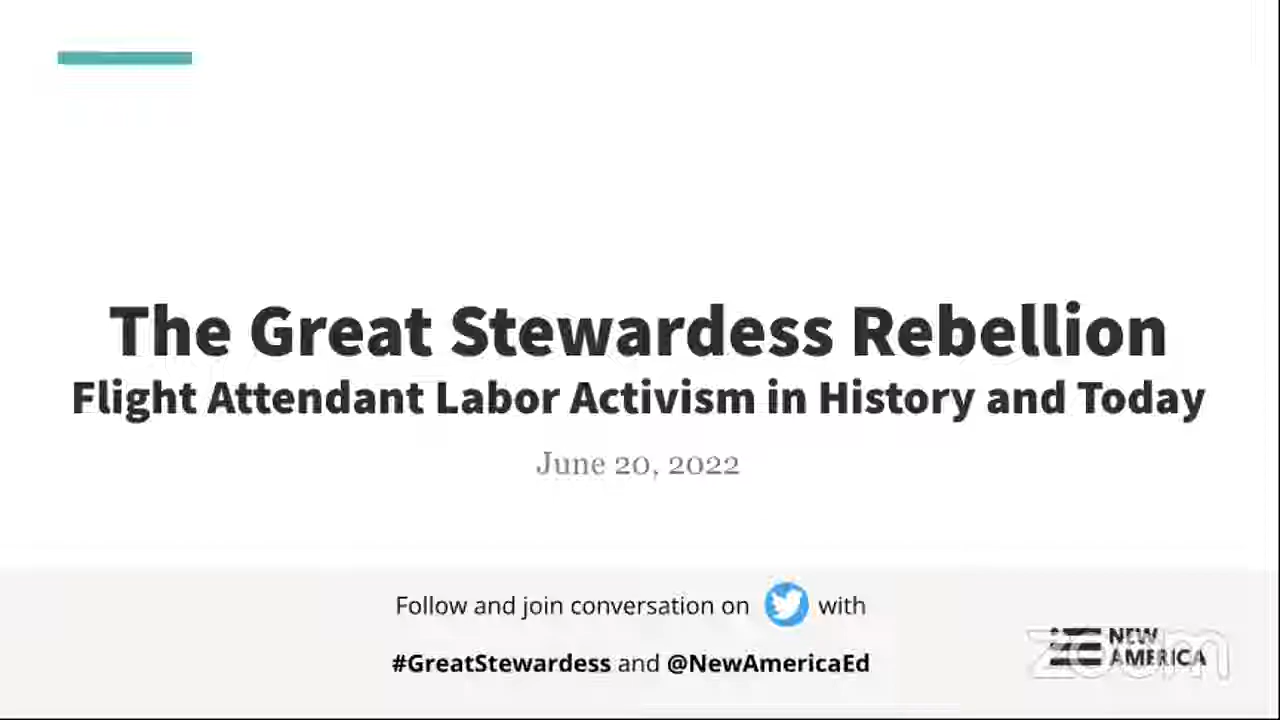 The Great Stewardess Rebellion
Flight Attendant Labor Activism in History and Today
June 20, 2022
Follow and join conversation on with
#GreatStewardess and @NewAmericaEd
NEW
AMERICA
zoom